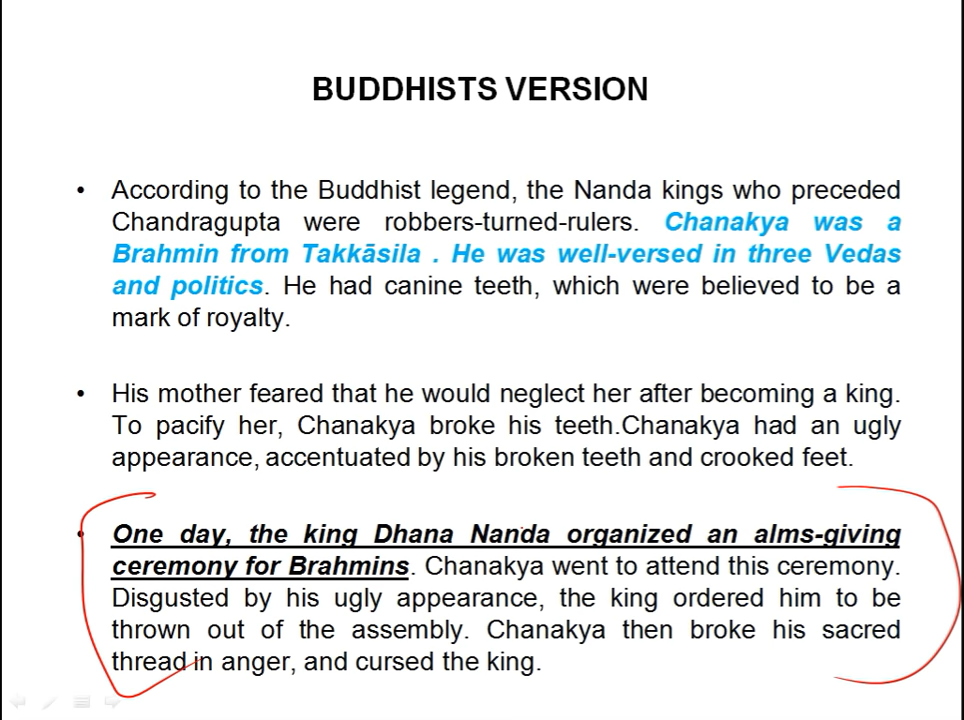 BUDDHISTS VERSION
• According to the Buddhist legend, the Nanda kings who preceded
Chandragupta were robbers-turned-rulers. Chanakya was a
Brahmin from Takkāsila . He was well-versed in three Vedas
and politics. He had canine teeth, which were believed to be a
mark of royalty.
• His mother feared that he would neglect her after becoming a king.
To pacify her, Chanakya broke his teeth.Chanakya had an ugly
appearance, accentuated by his broken teeth and crooked feet.
• One day, the king Dhana Nanda organized an alms-giving
ceremony for Brahmins. Chanakya went to attend this ceremony.
Disgusted by his ugly appearance, the king ordered him to be
thrown out of the assembly. Chanakya then broke his sacred
thread in anger, and cursed the king.